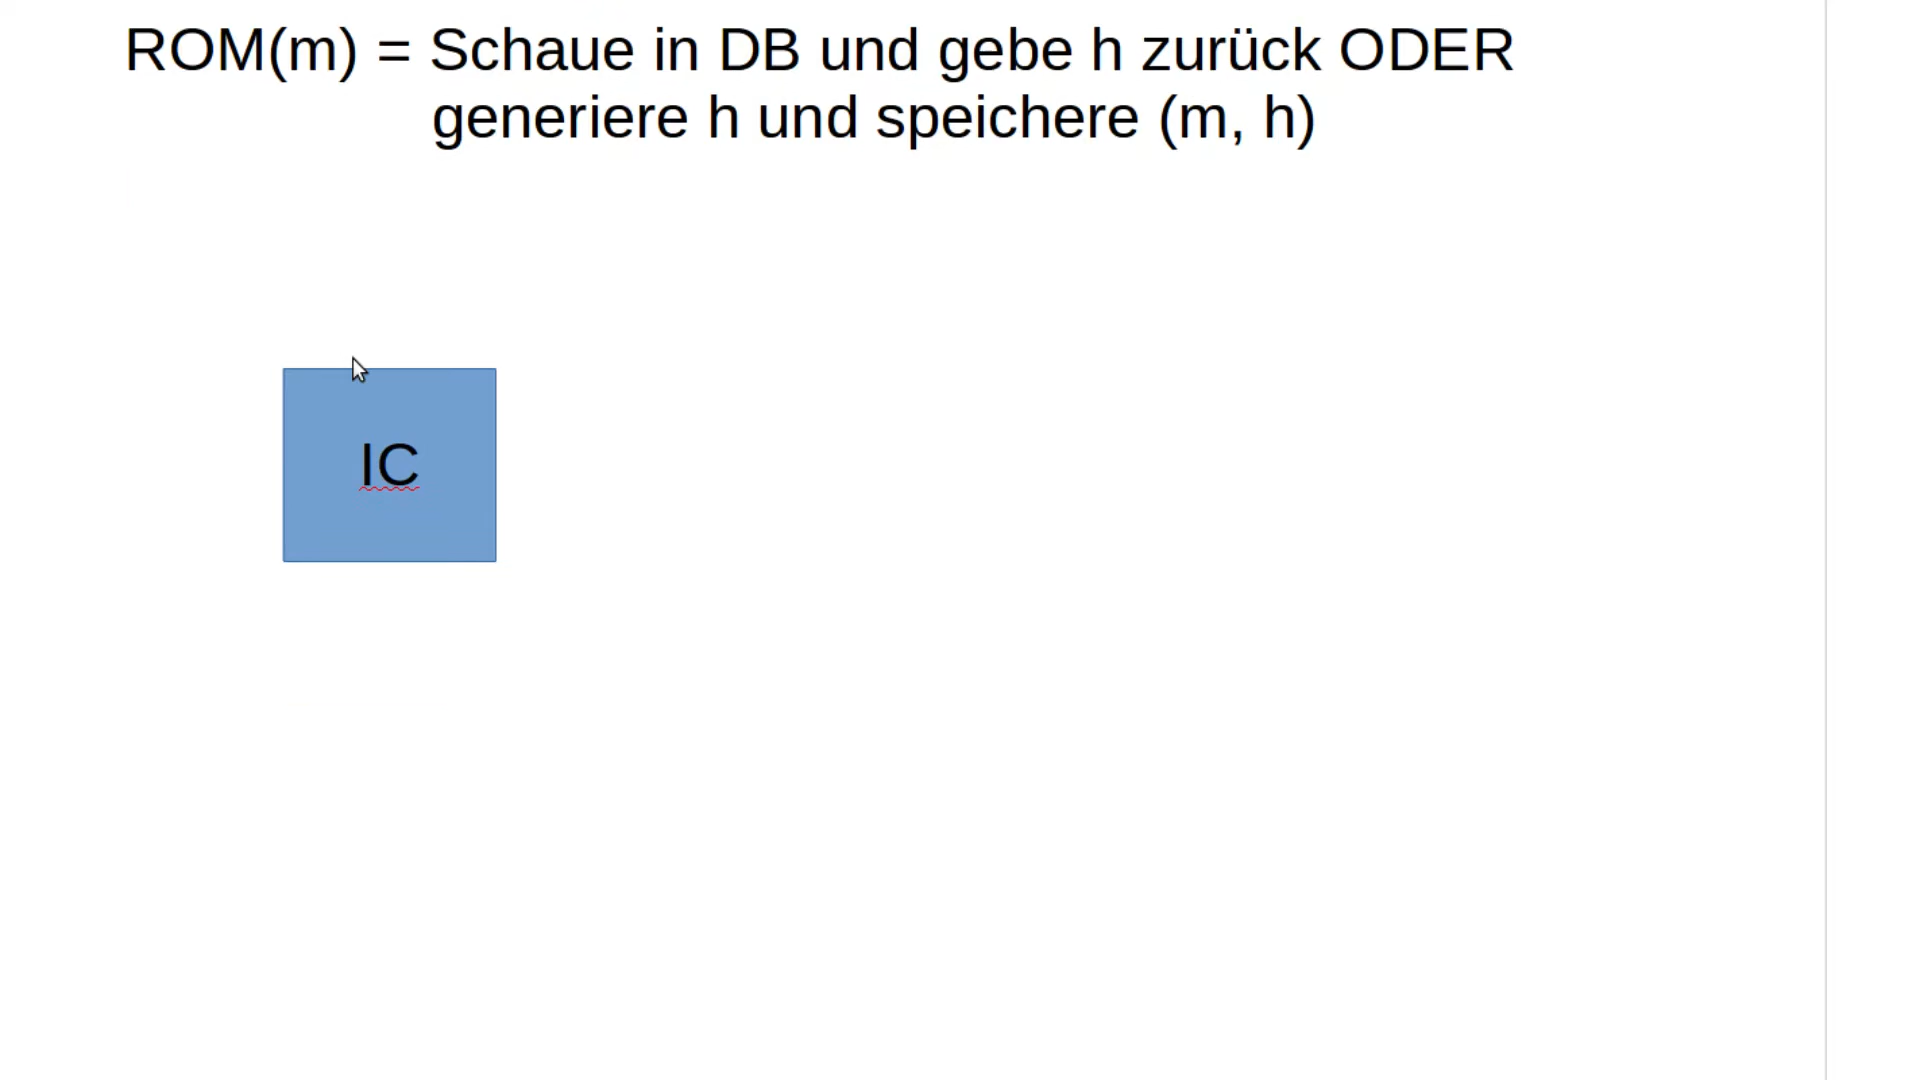 ROM(m) = Schaue in DB und gebe h zurück ODER
generiere h und speichere (m, h)
IC